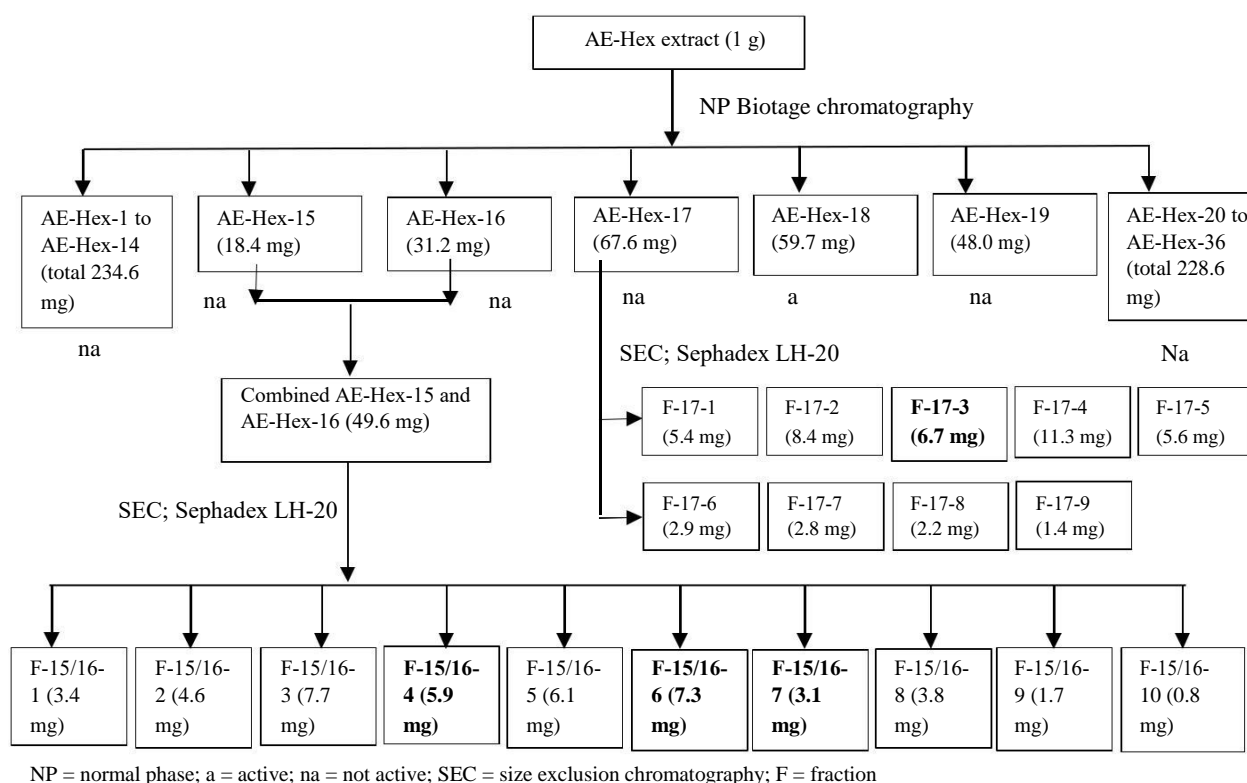 AE-Hex extract (1 g)
NP Biotage chromatography
AE-Hex-1 to
AE-Hex-14
(total 234.6
mg)
na
AE-Hex-15
(18.4 mg)
na
AE-Hex-16
(31.2 mg)
na
AE-Hex-17
(67.6 mg)
na
AE-Hex-18
(59.7 mg)
a
AE-Hex-19
(48.0 mg)
na
AE-Hex-20 to
AE-Hex-36
(total 228.6
mg)
Na
Combined AE-Hex-15 and
AE-Hex-16 (49.6 mg)
SEC; Sephadex LH-20
F-17-1
(5.4 mg)
F-17-2
(8.4 mg)
F-17-3
(6.7 mg)
F-17-4
(11.3 mg)
F-17-5
(5.6 mg)
F-17-6
(2.9 mg)
F-17-7
(2.8 mg)
F-17-8
(2.2 mg)
F-17-9
(1.4 mg)
SEC; Sephadex LH-20
F-15/16-
1 (3.4
mg)
F-15/16-
2 (4.6
mg)
F-15/16-
3 (7.7
mg)
F-15/16-
4 (5.9
mg)
F-15/16-
5 (6.1
mg)
F-15/16-
6 (7.3
mg)
F-15/16-
7 (3.1
mg)
F-15/16-
8 (3.8
mg)
F-15/16-
9 (1.7
mg)
F-15/16-
10 (0.8
mg)
NP = normal phase; a = active; na = not active; SEC = size exclusion chromatography; F = fraction